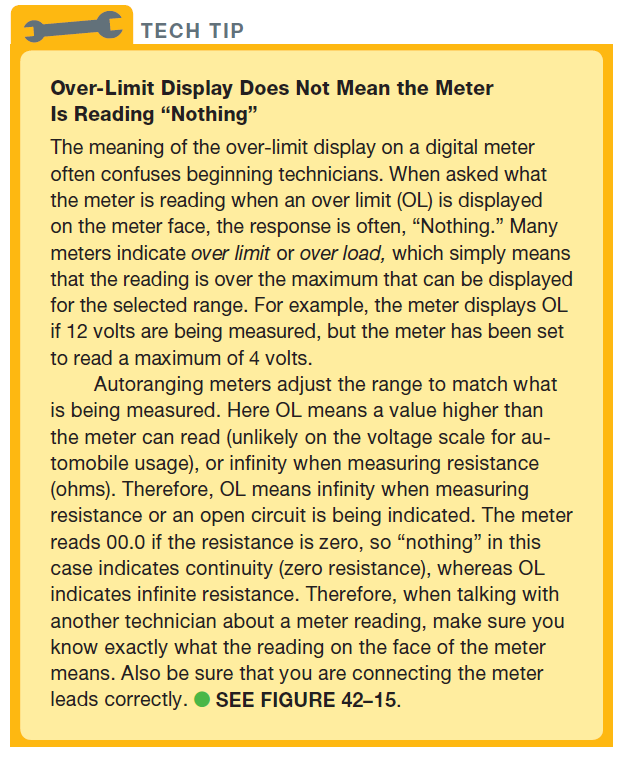 TECH TIP
Over-Limit Display Does Not Mean the Meter
Is Reading “Nothing”
The meaning of the over-limit display on a digital meter
often confuses beginning technicians. When asked what
the meter is reading when an over limit (OL) is displayed
on the meter face, the response is often, “Nothing.” Many
meters indicate over limit or over load, which simply means
that the reading is over the maximum that can be displayed
for the selected range. For example, the meter displays OL
if 12 volts are being measured, but the meter has been set
to read a maximum of 4 volts.
Autoranging meters adjust the range to match what
is being measured. Here OL means a value higher than
the meter can read (unlikely on the voltage scale for au-
tomobile usage), or infinity when measuring resistance
(ohms). Therefore, OL means infinity when measuring
resistance or an open circuit is being indicated. The meter
reads 00.0 if the resistance is zero, so “nothing” in this
case indicates continuity (zero resistance), whereas OL
indicates infinite resistance. Therefore, when talking with
another technician about a meter reading, make sure you
know exactly what the reading on the face of the meter
means. Also be sure that you are connecting the meter
leads correctly. ● SEE FIGURE 42–15.